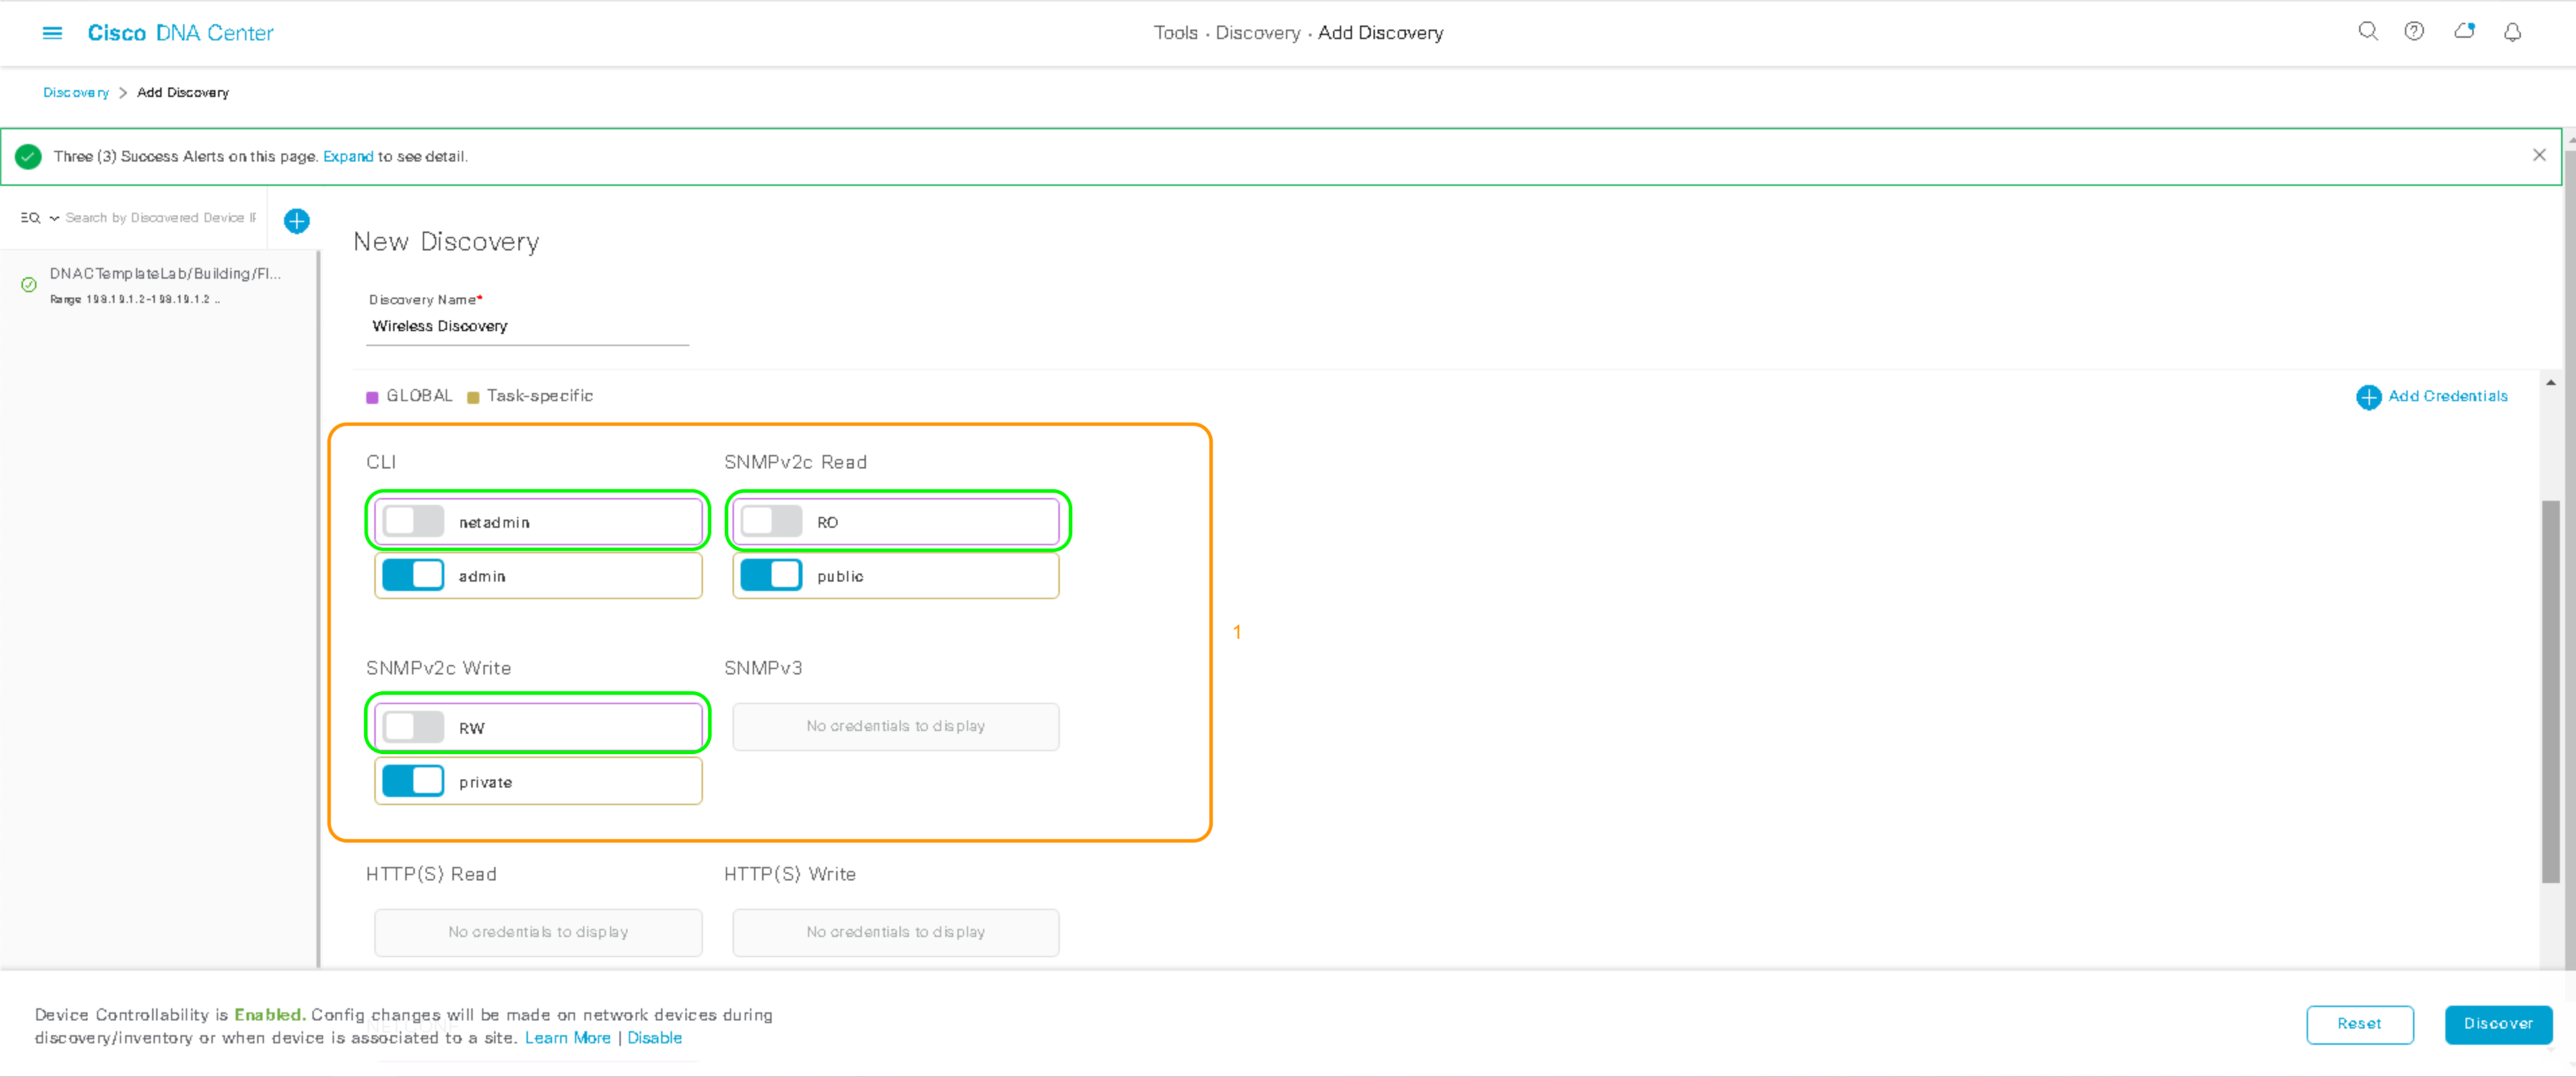 Cisco DNA Center
Tools · Discovery · Add Discovery
Discovery > Add Discovery
Three (3) Success Alerts on this page. Expand to see detail.
Search by Discovered Device IP
New Discovery
DNACTemplateLab/Building/Fl...
Range 198.19.1.2-198.19.1.2 ..
Discovery Name*
Wireless Discovery
GLOBAL Task-specific
Add Credentials
CLI
SNMPv2c Read
netadmin
RO
admin
public
1
SNMPv2c Write
SNMPv3
RW
No credentials to display
private
HTTP(S) Read
HTTP(S) Write
No credentials to display
No credentials to display
Device Controllability is Enabled. Config changes will be made on network devices during
discovery/inventory or when device is associated to a site. Learn More | Disable
NETCONF
Reset
Discover